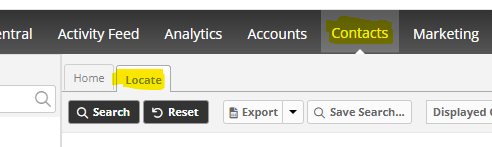 entral Activity Feed Analytics Accounts Contacts Marketing
Home Locate
Search Reset Export Save Search... Displayed